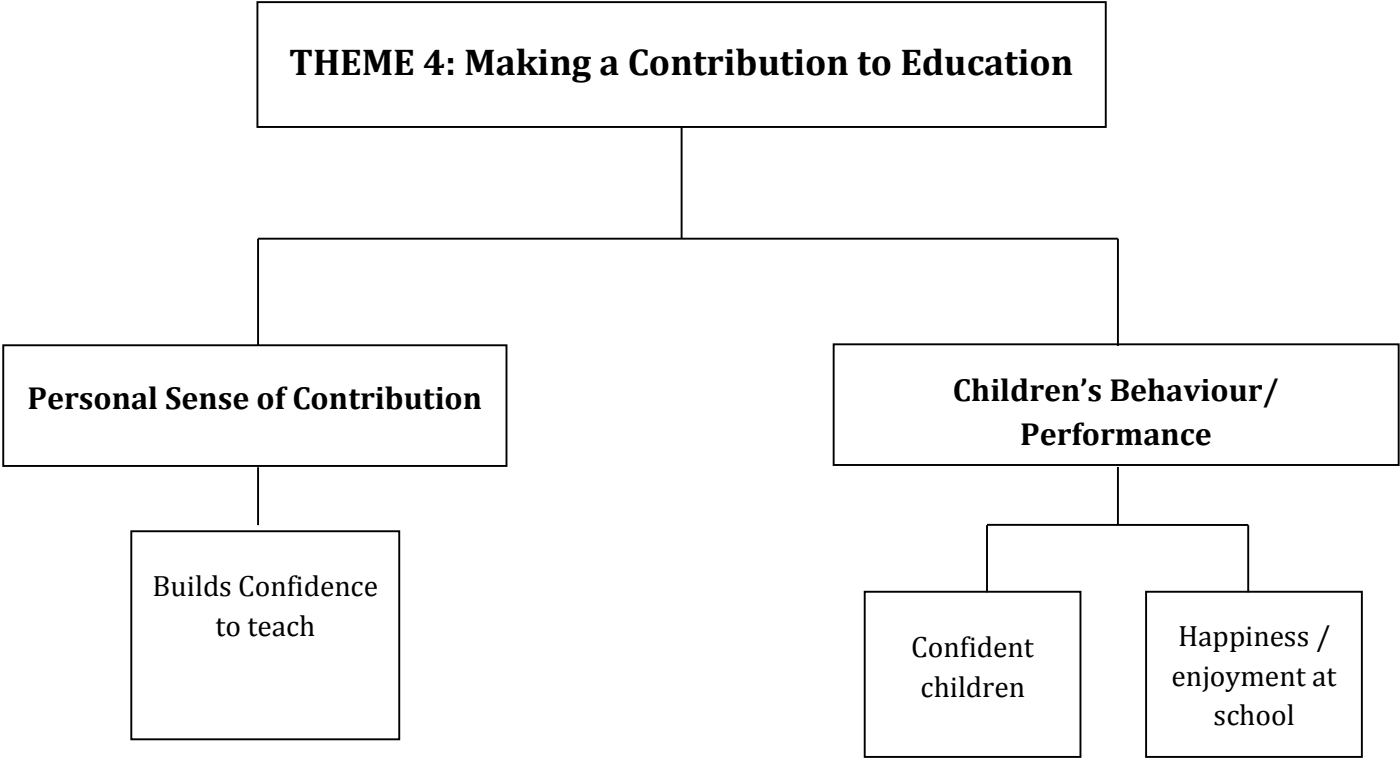 THEME 4: Making a Contribution to Education
Personal Sense of Contribution
Children’s Behaviour/
Performance
Builds Confidence
to teach
Confident
children
Happiness /
enjoyment at
school